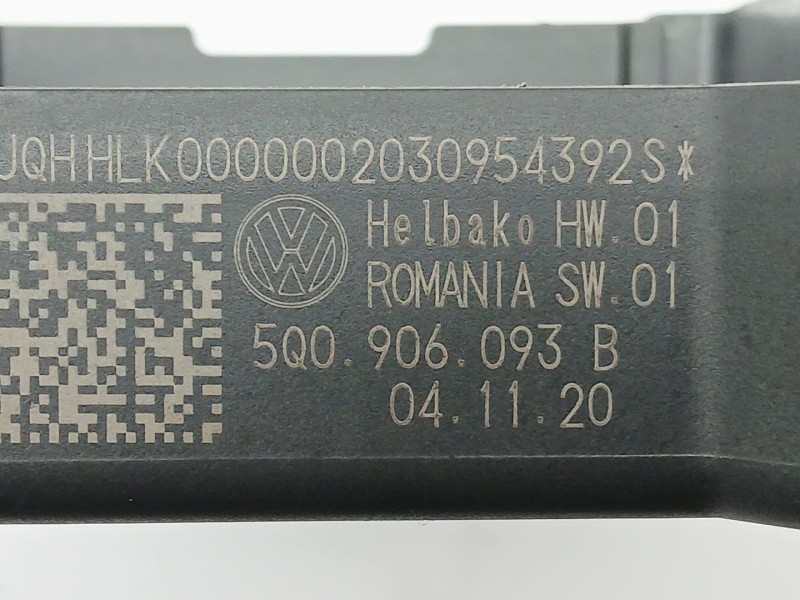 JQHHLK0000002030954392S*
Helbako HW.01
ROMANIA SW.01
5Q0.906.093 B
04.11.20